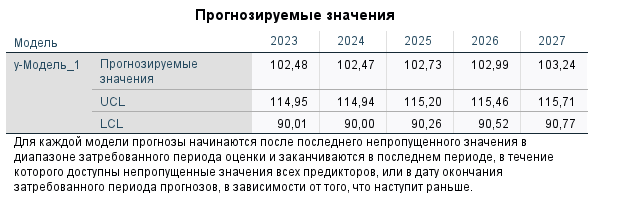 Прогнозируемые значения
Модель 2023 2024 2025 2026 2027
y-Модель_1 Прогнозируемые значения 102,48 102,47 102,73 102,99 103,24
UCL 114,95 114,94 115,20 115,46 115,71
LCL 90,01 90,00 90,26 90,52 90,77
Для каждой модели прогнозы начинаются после последнего непропущенного значения в
диапазоне затребованного периода оценки и заканчиваются в последнем периоде, в течение
которого доступны непропущенные значения всех предикторов, или в дату окончания
затребованного периода прогнозов, в зависимости от того, что наступит раньше.